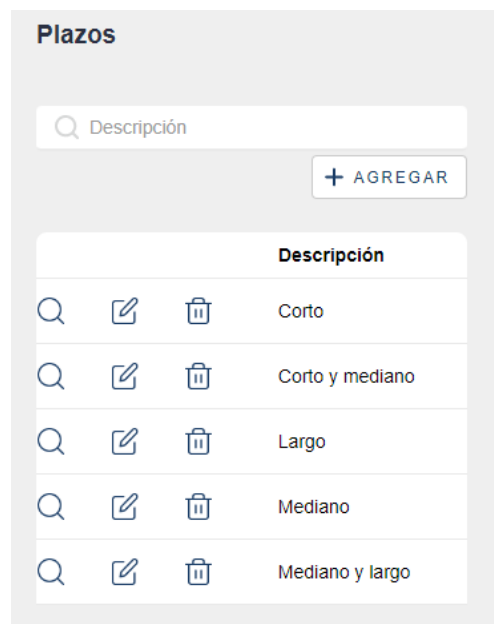 Plazos
Descripción
AGREGAR
Descripción
Corto
Corto y mediano
Largo
Mediano
Mediano y largo